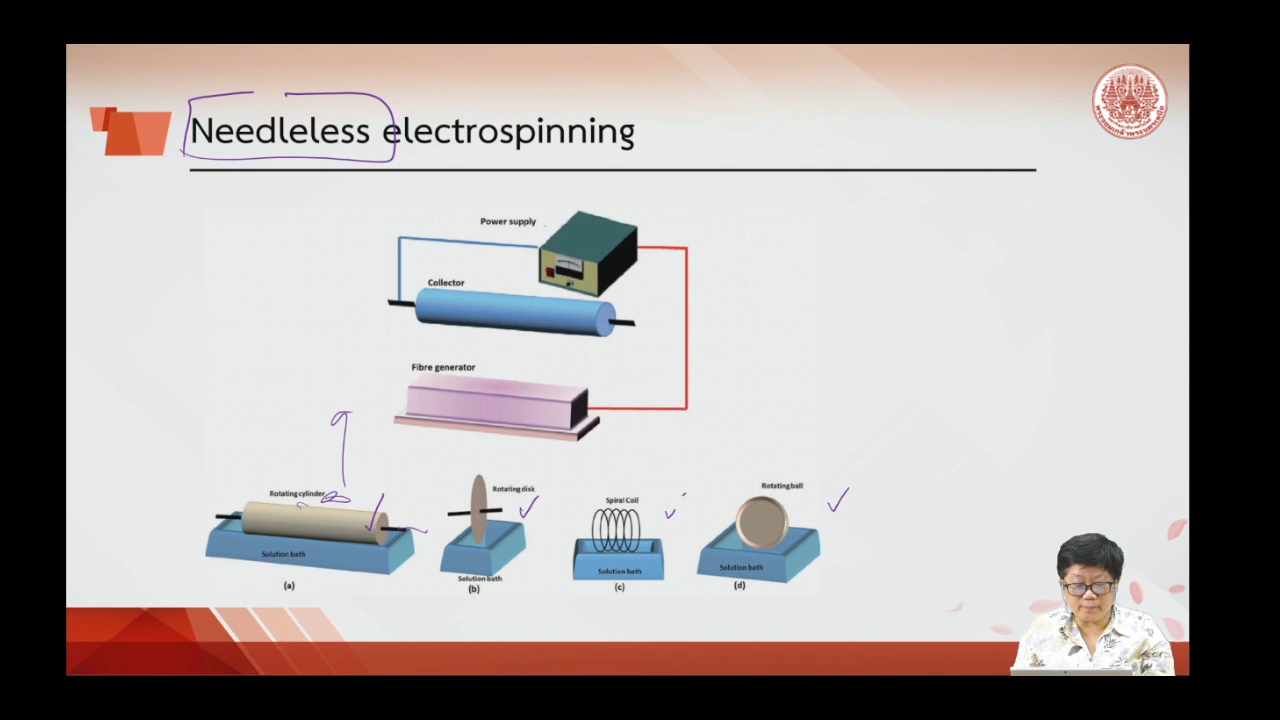 Needleless electrospinning
Power supply
Collector
Fibre generator
Rotating cylinder
Solution bath
(a)
Rotating disk
Solution bath
(b)
Spiral Coil
Solution bath
(c)
Rotating ball
Solution bath
(d)